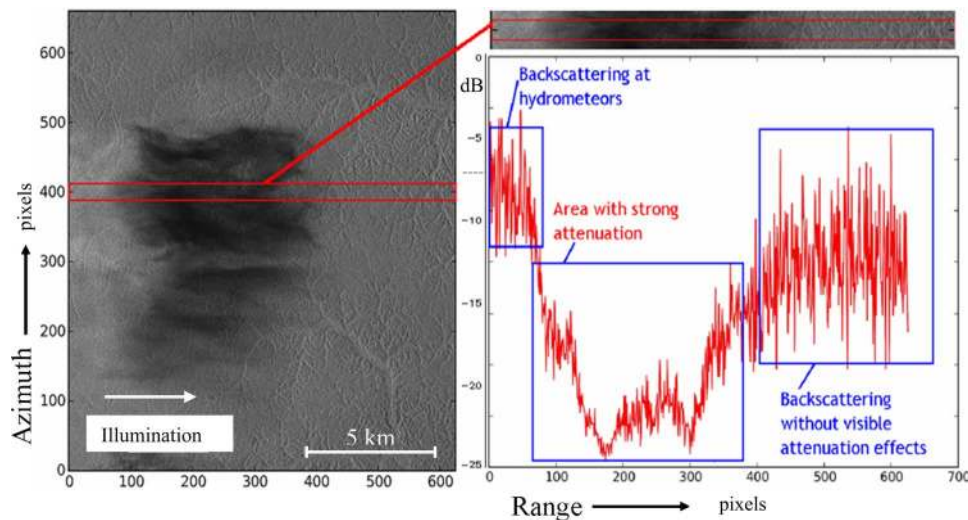 600
500
400
300
200
100
0
0 100 200 300 400 500 600
Azimuth
pixels
Illumination
5 km
0
dB
−5
−10
−15
−20
−25
0 100 200 300 400 500 600 700
Range
pixels
Backscattering at
hydrometeors
Area with strong
attenuation
Backscattering
without visible
attenuation effects